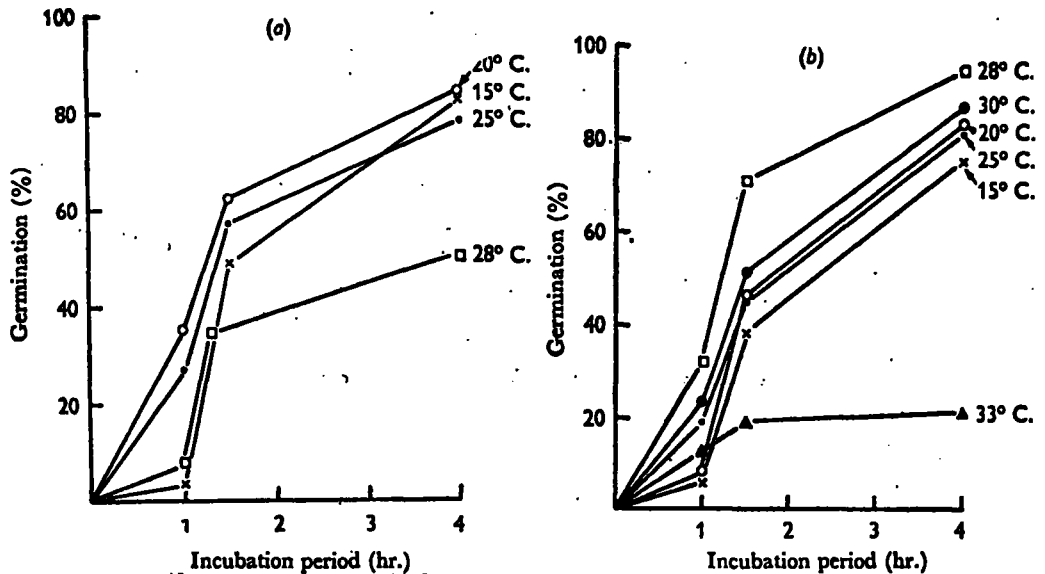 (a)
100
80
60
40
20
1
2
3
4
Germination (%)
Incubation period (hr.)
20° C.
15° C.
25° C.
28° C.
(b)
100
80
60
40
20
1
2
3
4
Germination (%)
Incubation period (hr.)
28° C.
30° C.
20° C.
25° C.
15° C.
33° C.